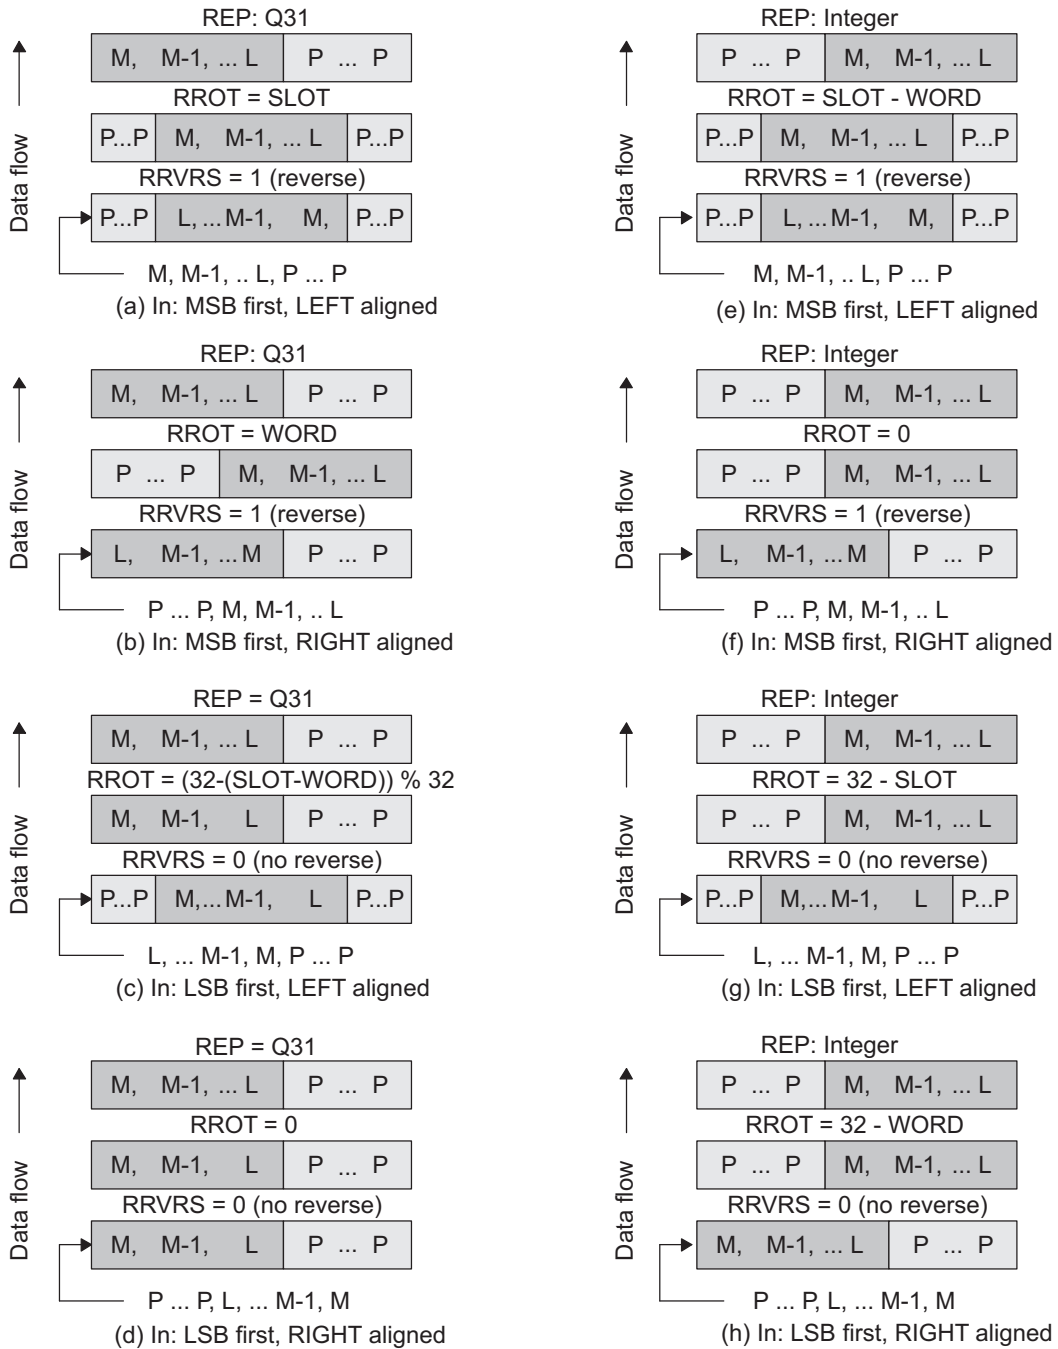 REP: Q31
M, M-1, ... L P ... P
RROT = SLOT
P...P M, M-1, ... L P...P
RRVRS = 1 (reverse)
P...P L, ... M-1, M, P...P
M, M-1, .. L, P ... P
(a) In: MSB first, LEFT aligned
Data flow
REP: Integer
P ... P M, M-1, ... L
RROT = SLOT - WORD
P...P M, M-1, ... L P...P
RRVRS = 1 (reverse)
P...P L, ... M-1, M, P...P
M, M-1, .. L, P ... P
(e) In: MSB first, LEFT aligned
Data flow
REP: Q31
M, M-1, ... L P ... P
RROT = WORD
P ... P M, M-1, ... L
RRVRS = 1 (reverse)
L, M-1, ... M P ... P
P ... P, M, M-1, .. L
(b) In: MSB first, RIGHT aligned
Data flow
REP: Integer
P ... P M, M-1, ... L
RROT = 0
P ... P M, M-1, ... L
RRVRS = 1 (reverse)
L, M-1, ... M P ... P
P ... P, M, M-1, .. L
(f) In: MSB first, RIGHT aligned
Data flow
REP = Q31
M, M-1, ... L P ... P
RROT = (32-(SLOT-WORD)) % 32
M, M-1, L P ... P
RRVRS = 0 (no reverse)
P...P M,... M-1, L P...P
L, ... M-1, M, P ... P
(c) In: LSB first, LEFT aligned
Data flow
REP: Integer
P ... P M, M-1, ... L
RROT = 32 - SLOT
P ... P M, M-1, ... L
RRVRS = 0 (no reverse)
P...P M,... M-1, L P...P
L, ... M-1, M, P ... P
(g) In: LSB first, LEFT aligned
Data flow
REP = Q31
M, M-1, ... L P ... P
RROT = 0
M, M-1, L P ... P
RRVRS = 0 (no reverse)
M, M-1, L P ... P
P ... P, L, ... M-1, M
(d) In: LSB first, RIGHT aligned
Data flow
REP: Integer
P ... P M, M-1, ... L
RROT = 32 - WORD
P ... P M, M-1, ... L
RRVRS = 0 (no reverse)
M, M-1, ... L P ... P
P ... P, L, ... M-1, M
(h) In: LSB first, RIGHT aligned
Data flow